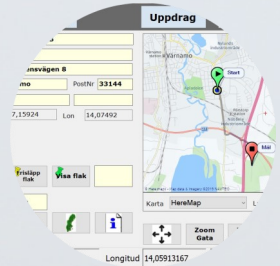 Uppdrag
ensvägen 8
mo PostNr 33144
7,15924 Lon 14,07492
Värnamo
Start
Mål
Frisläpp flak
Visa flak
Karta HereMap L
Zoom Gata
Longitud 14,05913167